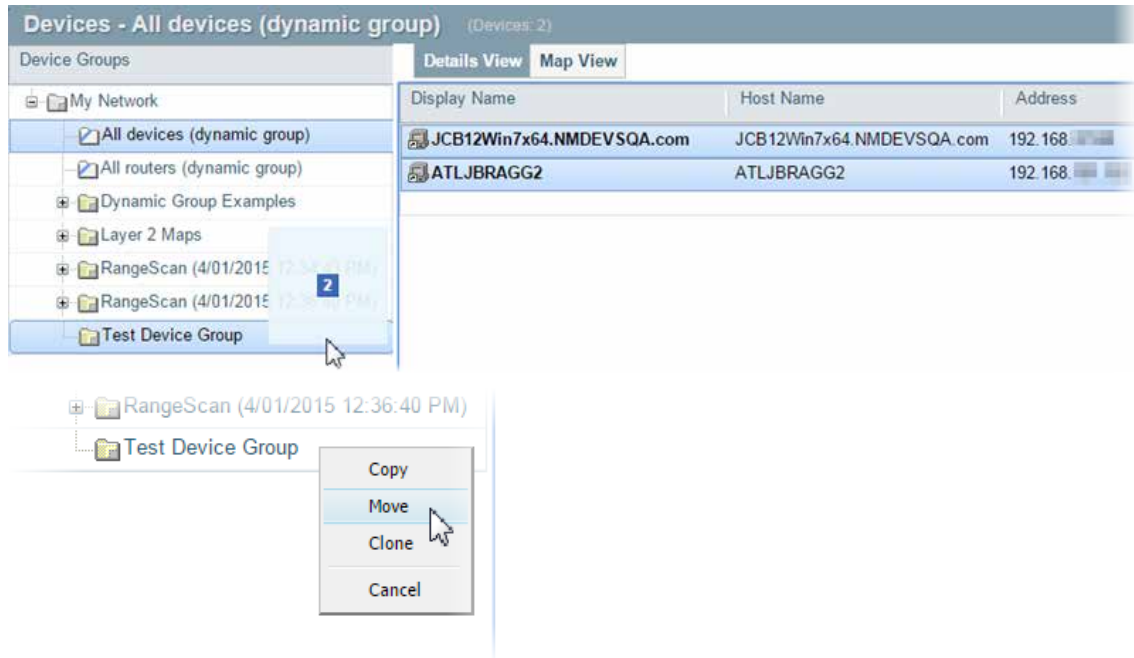 Devices - All devices (dynamic group) (Devices: 2)
Device Groups
Details View Map View
My Network
Display Name Host Name Address
All devices (dynamic group)
JCB12Win7x64.NMDEVSQA.com JCB12Win7x64.NMDEVSQA.com 192.168.
All routers (dynamic group)
ATLJBRAGG2 ATLJBRAGG2 192.168.
Dynamic Group Examples
Layer 2 Maps
RangeScan (4/01/2015 PM)
2
RangeScan (4/01/2015 PM)
Test Device Group
RangeScan (4/01/2015 12:36:40 PM)
Test Device Group
Copy
Move
Clone
Cancel